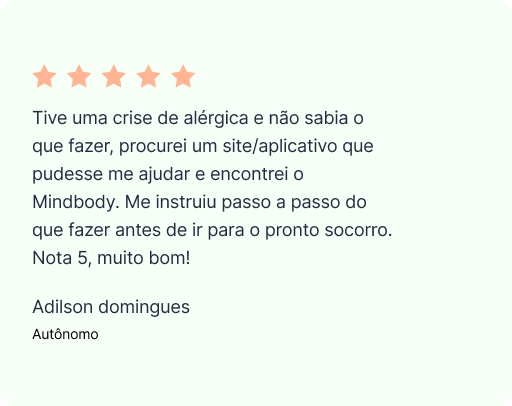 Tive uma crise de alérgica e não sabia o
que fazer, procurei um site/aplicativo que
pudesse me ajudar e encontrei o
Mindbody. Me instruiu passo a passo do
que fazer antes de ir para o pronto socorro.
Nota 5, muito bom!
Adilson domingues
Autônomo